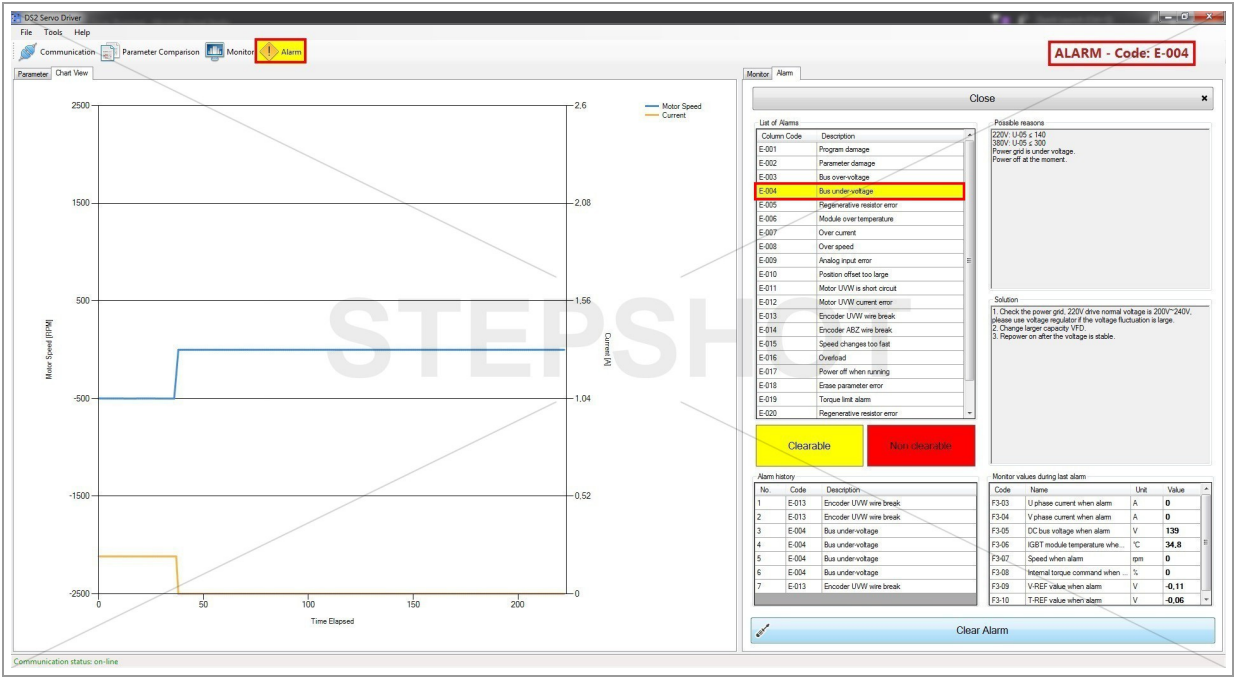 DS2 Servo Driver
File Tools Help
Communication Parameter Comparison Monitor Alarm
ALARM - Code: E-004
Parameter Chart View
Monitor Alarm
Motor Speed
Current
2500
1500
500
-500
-1500
-2500
2.6
2.08
1.56
1.04
0.52
0
Motor Speed [RPM]
Current [A]
0 50 100 150 200
Time Elapsed
Close
List of Alarms
Column Code Description
E-001 Program damage
E-002 Parameter damage
E-003 Bus over-voltage
E-004 Bus under-voltage
E-005 Regenerative resistor error
E-006 Module over temperature
E-007 Over current
E-008 Over speed
E-009 Analog input error
E-010 Position offset too large
E-011 Motor UVW is short circuit
E-012 Motor UVW current error
E-013 Encoder UVW wire break
E-014 Encoder ABZ wire break
E-015 Speed changes too fast
E-016 Overload
E-017 Power off when running
E-018 Erase parameter error
E-019 Torque limit alarm
E-020 Regenerative resistor error
Possible reasons
220V: U-05 ≤ 140
380V: U-05 ≤ 300
Power grid is under voltage.
Power off at the moment.
Solution
1. Check the power grid, 220V drive normal voltage is 200V~240V,
please use voltage regulator if the voltage fluctuation is large.
2. Change larger capacity VFD.
3. Repower on after the voltage is stable.
Clearable Non clearable
Alarm history
No. Code Description
1 E-013 Encoder UVW wire break
2 E-013 Encoder UVW wire break
3 E-004 Bus under-voltage
4 E-004 Bus under-voltage
5 E-004 Bus under-voltage
6 E-004 Bus under-voltage
7 E-013 Encoder UVW wire break
Monitor values during last alarm
Code Name Unit Value
F3-03 U phase current when alarm A 0
F3-04 V phase current when alarm A 0
F3-05 DC bus voltage when alarm V 139
F3-06 IGBT module temperature whe... °C 34,8
F3-07 Speed when alarm rpm 0
F3-08 Internal torque command when ... % 0
F3-09 V-REF value when alarm V -0,11
F3-10 T-REF value when alarm V -0,06
Clear Alarm
Communication status: on-line
STEPSHOT